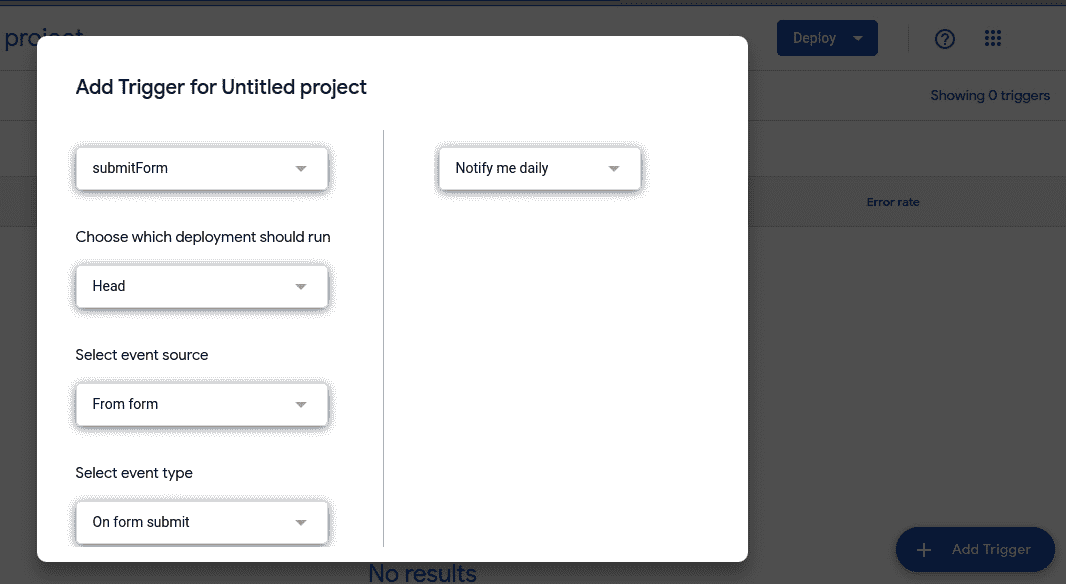 project
Deploy
Showing 0 triggers
Add Trigger for Untitled project
submitForm
Notify me daily
Choose which deployment should run
Error rate
Head
Select event source
From form
Select event type
On form submit
Add Trigger
No results